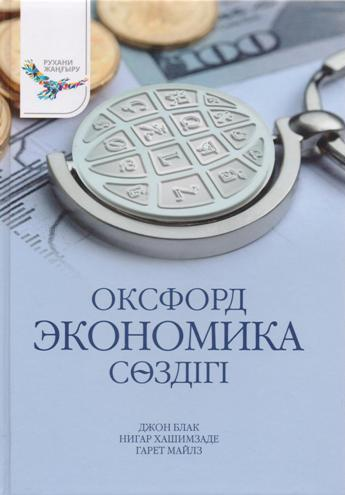 РУХАНИ
ЖАҢҒЫРУ
ОКСФОРД
ЭКОНОМИКА
СӨЗДІГІ
ДЖОН БЛАК
НИГАР ХАШИМЗАДЕ
ГАРЕТ МАЙЛЗ